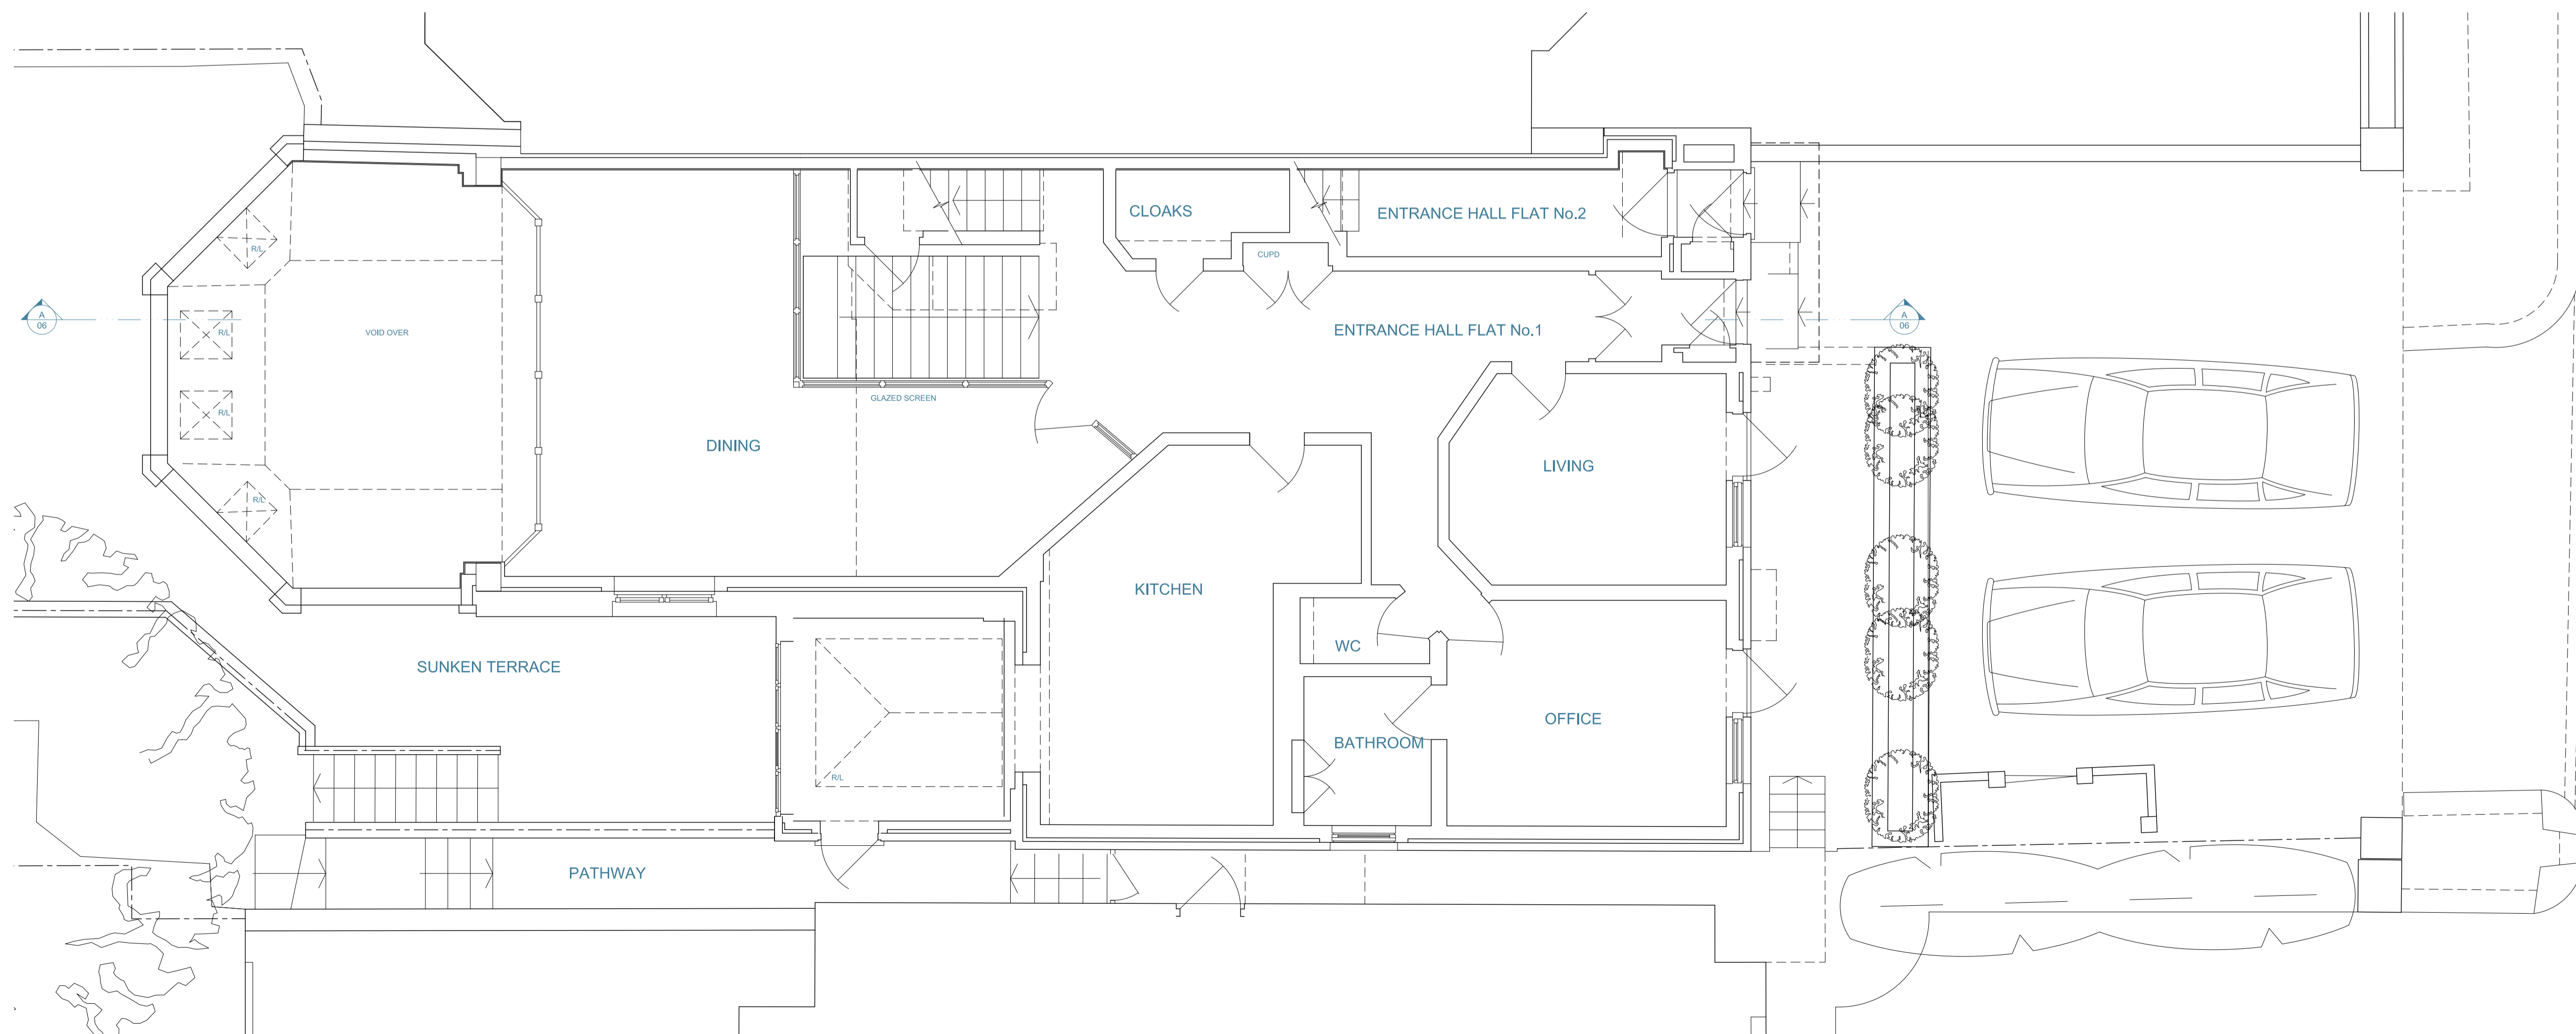 CLOAKS
ENTRANCE HALL FLAT No.2
R/L
CUPD
A
06
R/L
VOID OVER
ENTRANCE HALL FLAT No.1
A
06
GLAZED SCREEN
R/L
DINING
LIVING
R/L
KITCHEN
WC
SUNKEN TERRACE
OFFICE
BATHROOM
R/L
PATHWAY